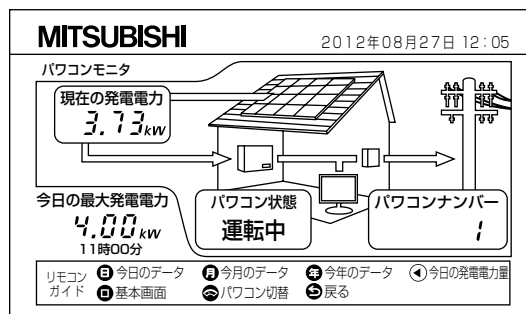 MITSUBISHI
2012年08月27日 12:05
パワコンモニタ
現在の発電電力
3.73kW
今日の最大発電電力
4.00kW
11時00分
パワコン状態
運転中
パワコンナンバー
1
リモコン
ガイド
日 今日のデータ 月 今月のデータ 年 今年のデータ 今日の発電電力量
基本画面 パワコン切替 戻る